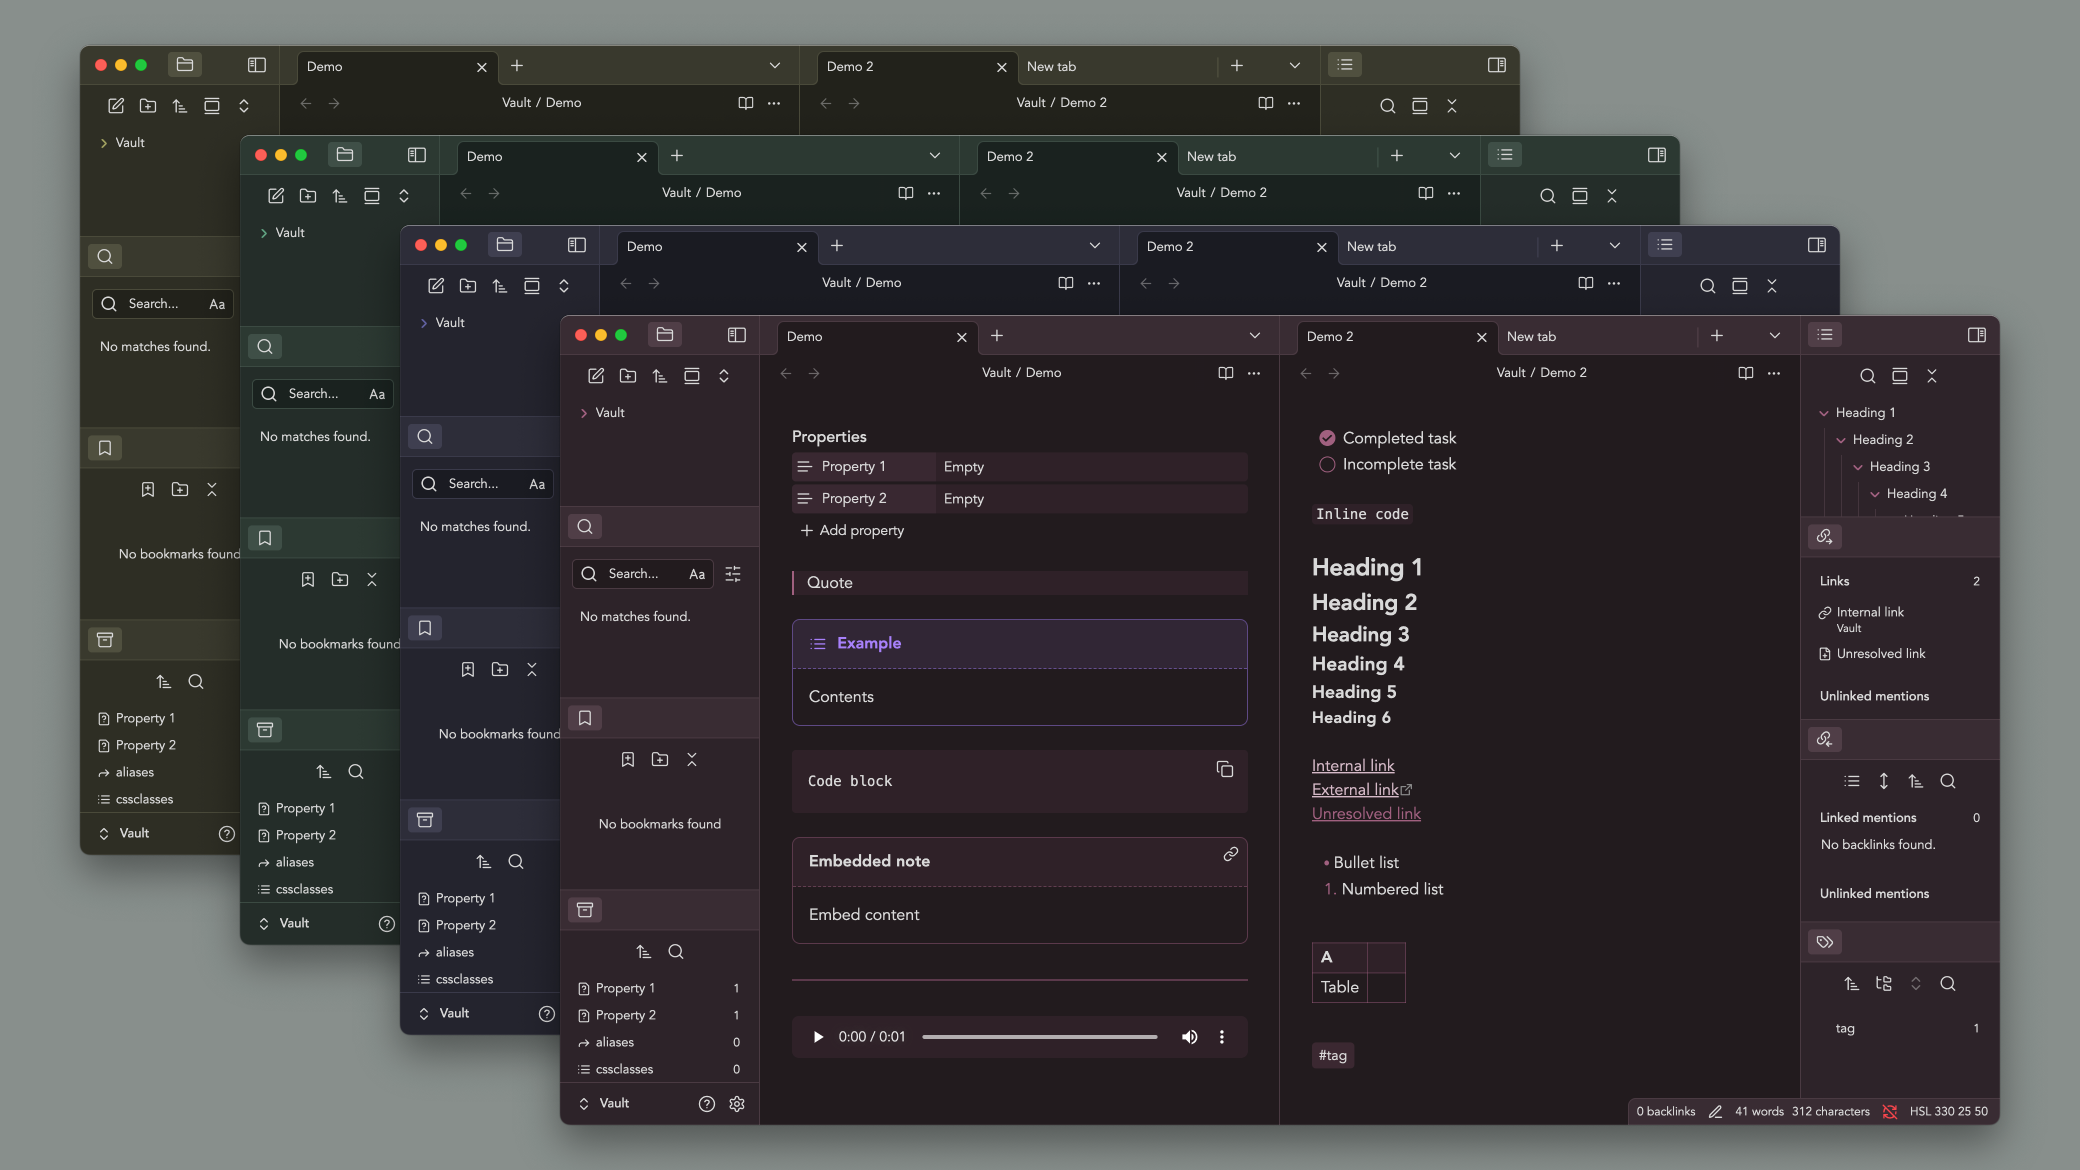 Demo
Demo 2
New tab
Vault / Demo
Vault / Demo 2
Vault
Search...
Aa
No matches found.
No bookmarks found
Property 1
Property 2
aliases
cssclasses
Vault
Demo
Demo 2
New tab
Vault / Demo
Vault / Demo 2
Vault
Search...
Aa
No matches found.
No bookmarks found
Property 1
Property 2
aliases
cssclasses
Vault
Demo
Demo 2
New tab
Vault / Demo
Vault / Demo 2
Vault
Search...
Aa
No matches found.
No bookmarks found
Property 1
Property 2
aliases
cssclasses
Vault
Demo
Demo 2
New tab
Vault / Demo
Vault / Demo 2
Vault
Search...
Aa
No matches found.
No bookmarks found
Property 1 1
Property 2 1
aliases 0
cssclasses 0
Vault
Properties
Property 1 Empty
Property 2 Empty
Add property
Quote
Example
Contents
Code block
Embedded note
Embed content
0:00 / 0:01
Completed task
Incomplete task
Inline code
Heading 1
Heading 2
Heading 3
Heading 4
Heading 5
Heading 6
Internal link
External link
Unresolved link
• Bullet list
1. Numbered list
A
Table
#tag
Heading 1
Heading 2
Heading 3
Heading 4
Links 2
Internal link
Vault
Unresolved link
Unlinked mentions
Linked mentions 0
No backlinks found.
Unlinked mentions
tag 1
0 backlinks 41 words 312 characters HSL 330 25 50